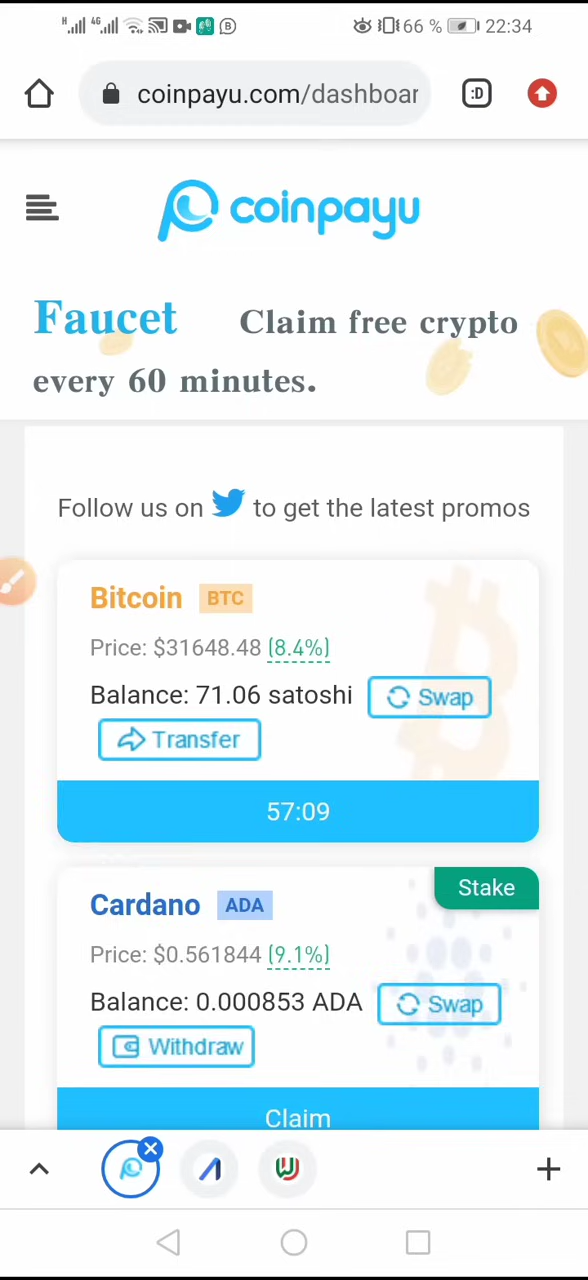 H 4G 66 % 22:34
coinpayu.com/dashboar :D
coinpayu
Faucet Claim free crypto
every 60 minutes.
Follow us on to get the latest promos
Bitcoin BTC
Price: $31648.48 (8.4%)
Balance: 71.06 satoshi Swap
Transfer
57:09
Stake
Cardano ADA
Price: $0.561844 (9.1%)
Balance: 0.000853 ADA Swap
Withdraw
Claim